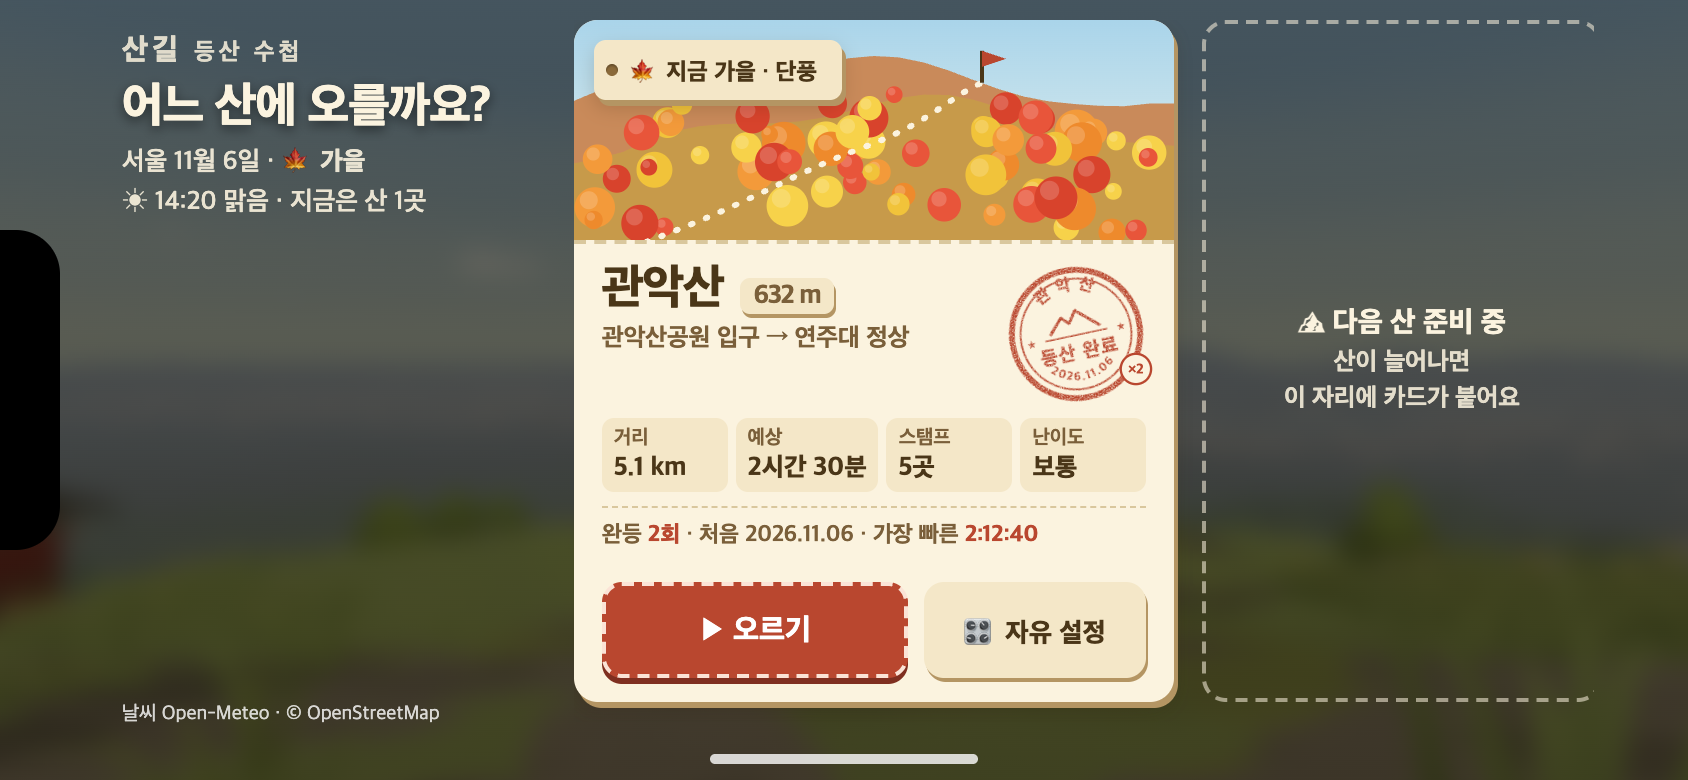 산길 등산 수첩
어느 산에 오를까요?
서울 11월 6일 · 🍁 가을
☀ 14:20 맑음 · 지금은 산 1곳
날씨 Open-Meteo · © OpenStreetMap
🍁 지금 가을 · 단풍
관악산 632 m
관악산공원 입구 → 연주대 정상
관악산
등산 완료
2026.11.06
×2
거리
5.1 km
예상
2시간 30분
스탬프
5곳
난이도
보통
완등 2회 · 처음 2026.11.06 · 가장 빠른 2:12:40
▶ 오르기
🎛 자유 설정
다음 산 준비 중
산이 늘어나면
이 자리에 카드가 붙어요